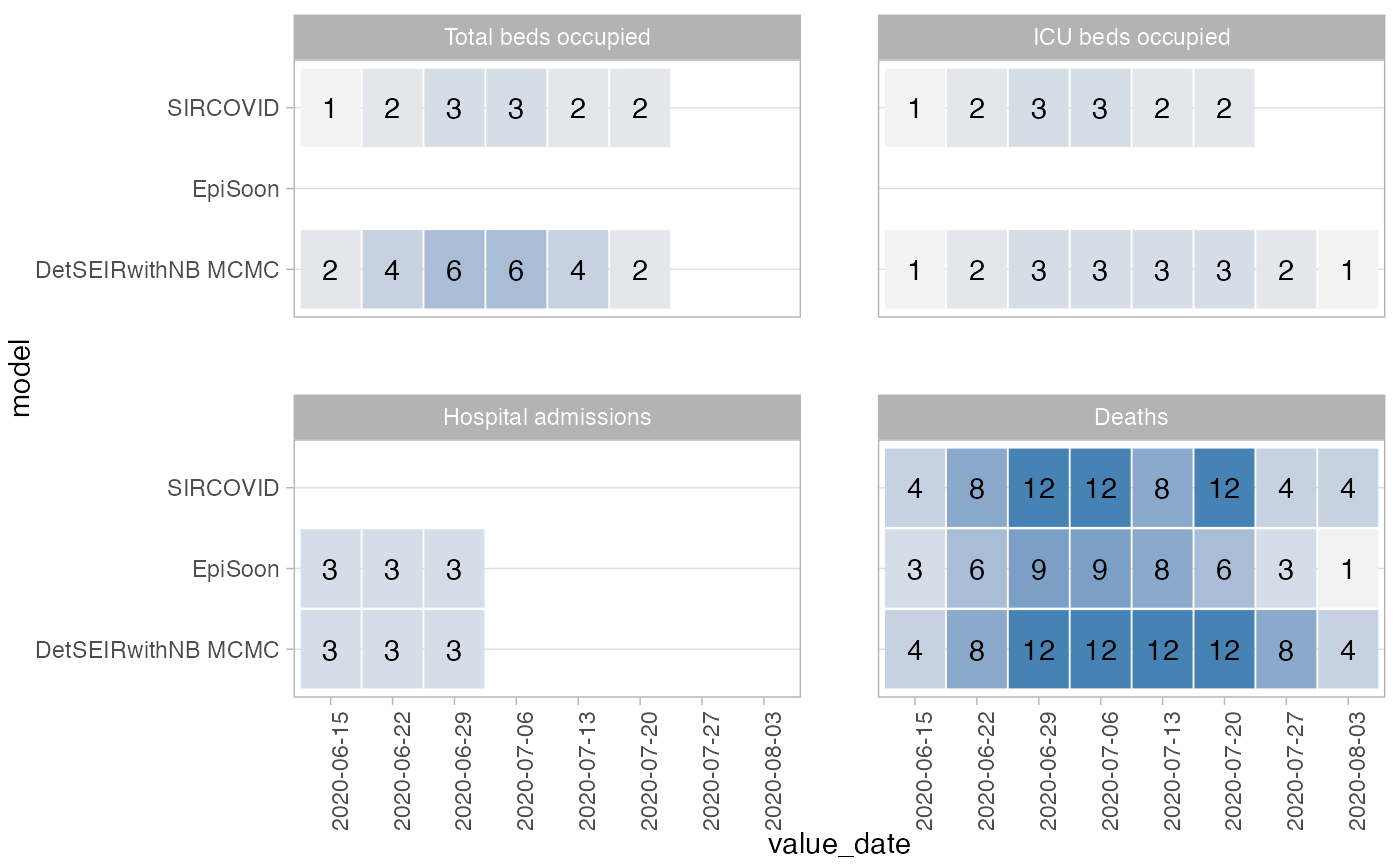 Total beds occupied
ICU beds occupied
SIRCOVID 1 2 3 3 2 2 1 2 3 3 2 2
EpiSoon
DetSEIRwithNB MCMC 2 4 6 6 4 2 1 2 3 3 3 3 2 1
model
Hospital admissions
Deaths
SIRCOVID 4 8 12 12 8 12 4 4
EpiSoon 3 3 3 3 6 9 9 8 6 3 1
DetSEIRwithNB MCMC 3 3 3 4 8 12 12 12 12 8 4
2020-06-15 2020-06-22 2020-06-29 2020-07-06 2020-07-13 2020-07-20 2020-07-27 2020-08-03
2020-06-15 2020-06-22 2020-06-29 2020-07-06 2020-07-13 2020-07-20 2020-07-27 2020-08-03
value_date